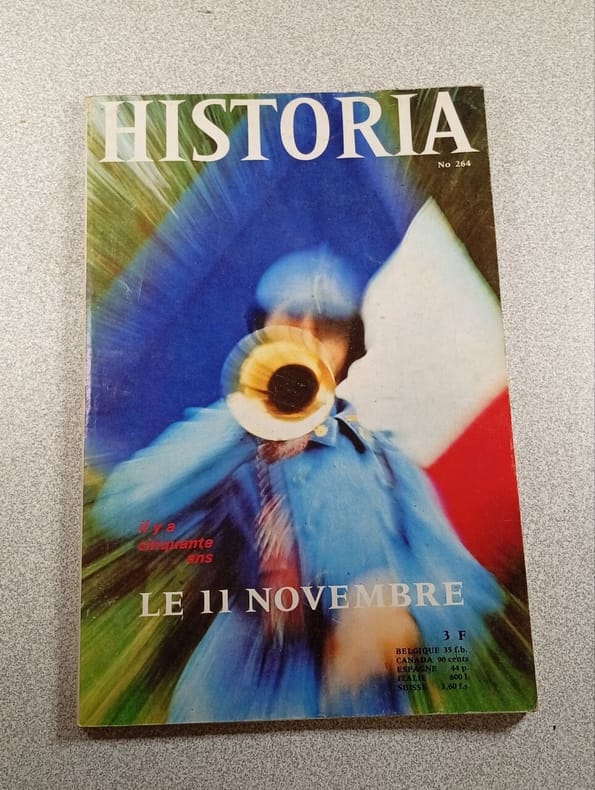 HISTORIA
No 264
il y a
cinquante
ans
LE 11 NOVEMBRE
3 F
BELGIQUE 35 f.b.
CANADA 90 cents
ESPAGNE 44 p.
ITALIE 600 l.
SUISSE 3,60 f.s